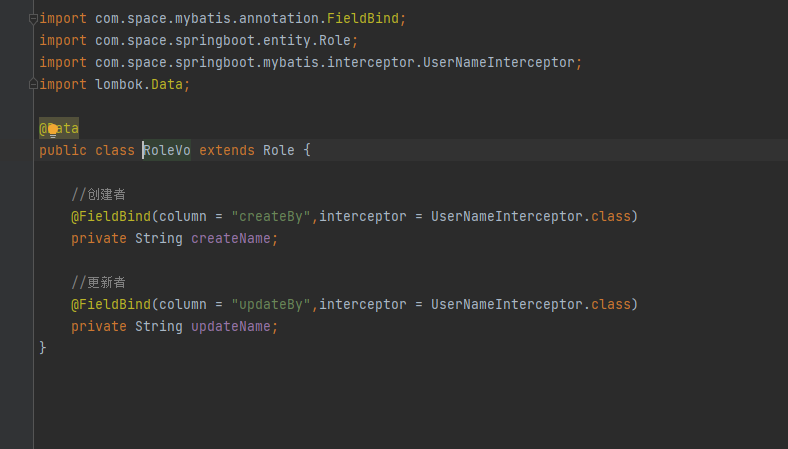 import com.space.mybatis.annotation.FieldBind;
import com.space.springboot.entity.Role;
import com.space.springboot.mybatis.interceptor.UserNameInterceptor;
import lombok.Data;
@Data
public class RoleVo extends Role {
//创建者
@FieldBind(column = "createBy",interceptor = UserNameInterceptor.class)
private String createName;
//更新者
@FieldBind(column = "updateBy",interceptor = UserNameInterceptor.class)
private String updateName;
}